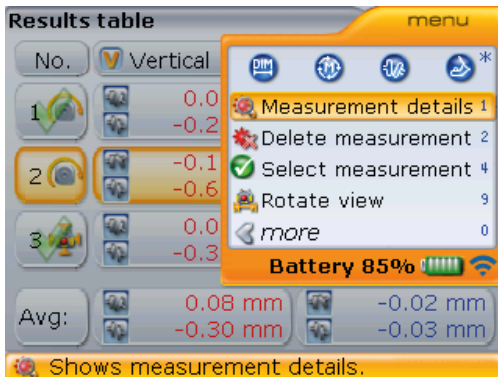 Results table
menu
No.
V Vertical
DIM
*
1
0.0
-0.2
Measurement details 1
Delete measurement 2
2
-0.1
-0.6
Select measurement 4
Rotate view 9
3
0.0
-0.3
more 0
Battery 85%
Avg:
0.08 mm
-0.30 mm
-0.02 mm
-0.03 mm
Shows measurement details.